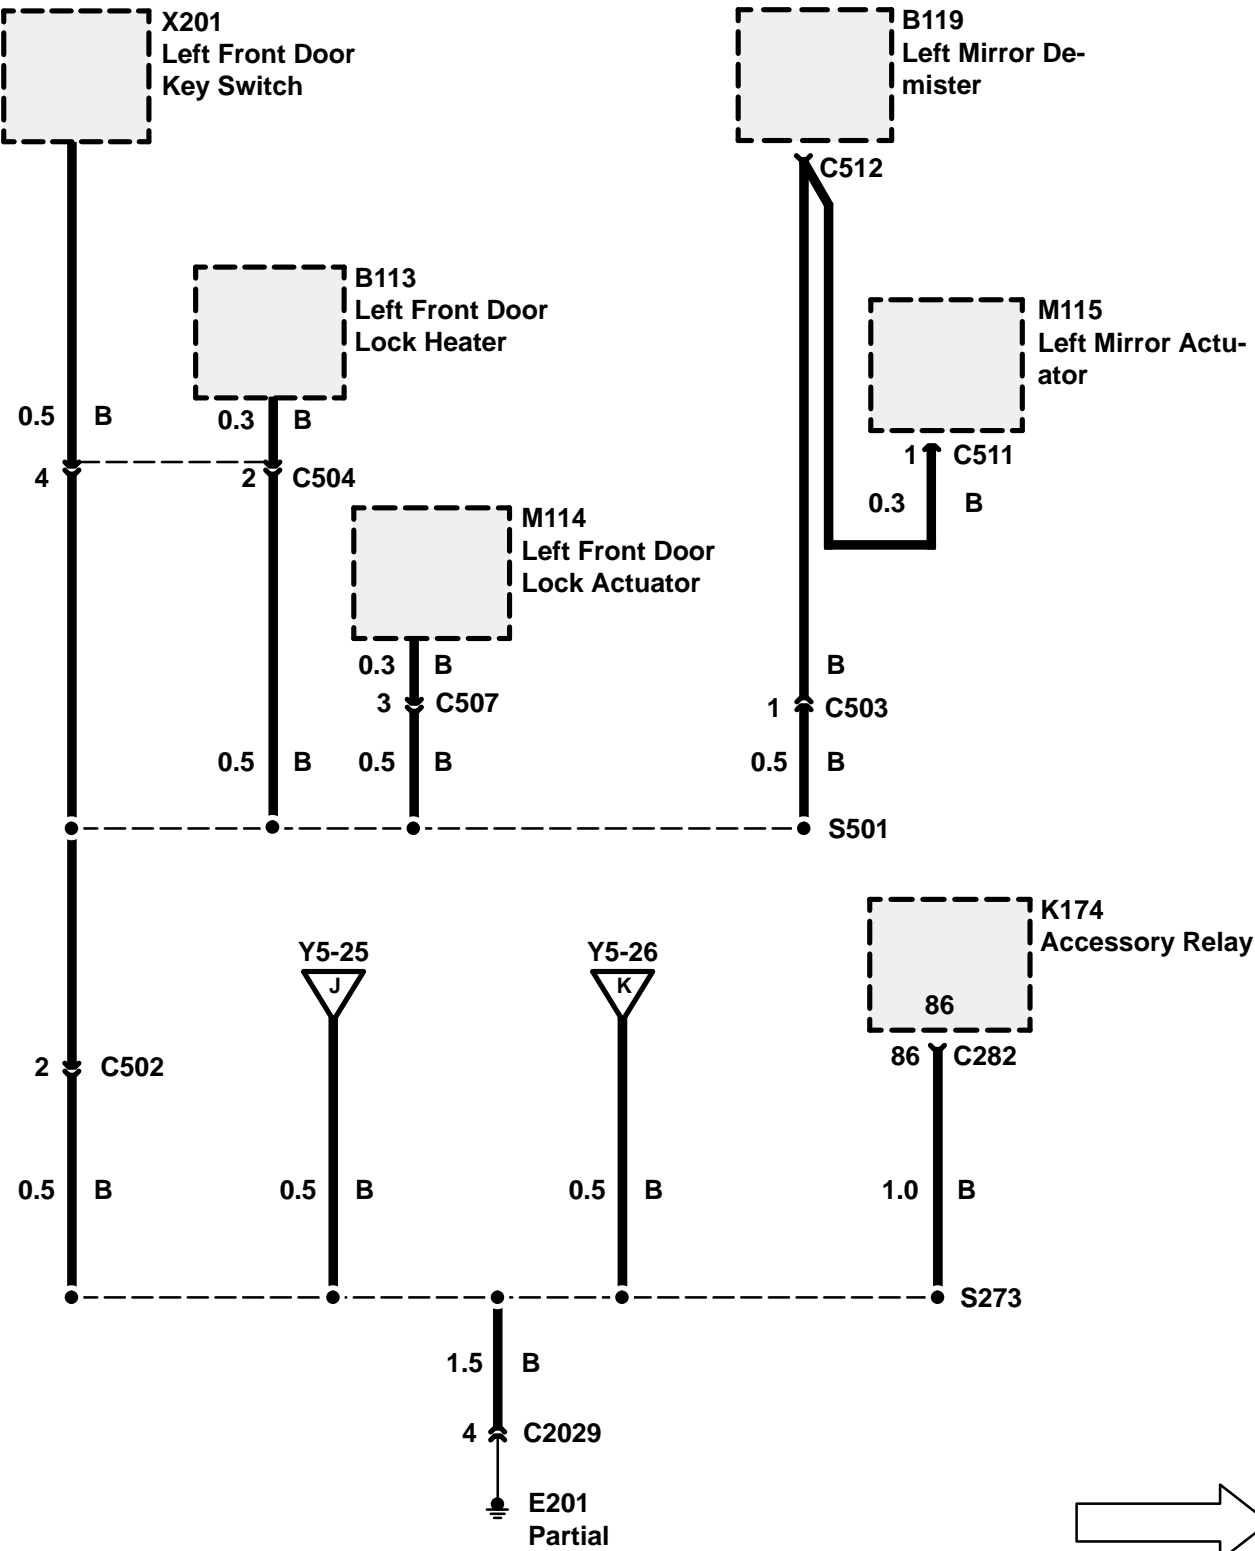 X201
Left Front Door
Key Switch
B119
Left Mirror De-
mister
C512
B113
Left Front Door
Lock Heater
M115
Left Mirror Actu-
ator
0.5 B
0.3 B
1 C511
4
2 C504
0.3 B
M114
Left Front Door
Lock Actuator
0.3 B
B
3 C507
1 C503
0.5 B
0.5 B
0.5 B
S501
K174
Accessory Relay
Y5-25
J
Y5-26
K
86
86 C282
2 C502
0.5 B
0.5 B
0.5 B
1.0 B
S273
1.5 B
4 C2029
E201
Partial